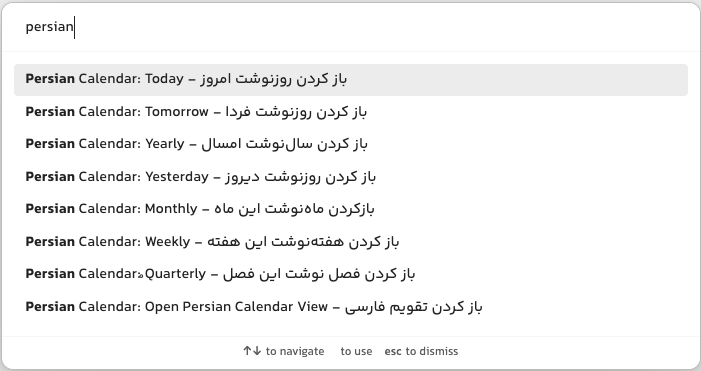 persian
Persian Calendar: Today – باز کردن روزنوشت امروز
Persian Calendar: Tomorrow – باز کردن روزنوشت فردا
Persian Calendar: Yearly – باز کردن سال‌نوشت امسال
Persian Calendar: Yesterday – باز کردن روزنوشت دیروز
Persian Calendar: Monthly – بازکردن ماه‌نوشت این ماه
Persian Calendar: Weekly – باز کردن هفته‌نوشت این هفته
Persian Calendar: Quarterly – باز کردن فصل نوشت این فصل
Persian Calendar: Open Persian Calendar View – باز کردن تقویم فارسی
↑↓ to navigate to use esc to dismiss